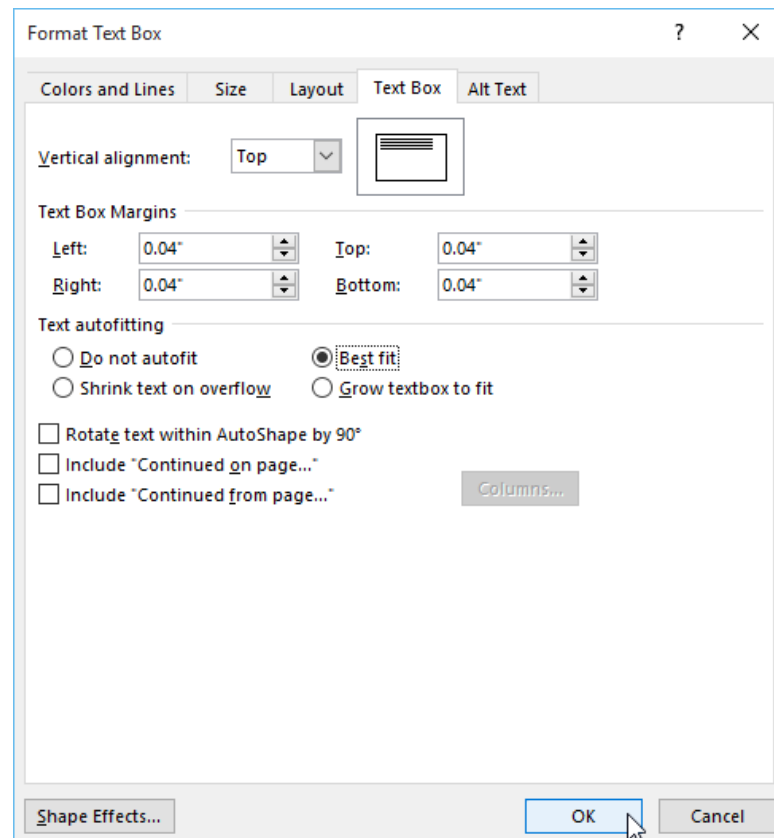 Format Text Box ?
Colors and Lines Size Layout Text Box Alt Text
Vertical alignment: Top
Text Box Margins
Left: 0.04" Top: 0.04"
Right: 0.04" Bottom: 0.04"
Text autofitting
Do not autofit Best fit
Shrink text on overflow Grow textbox to fit
Rotate text within AutoShape by 90°
Include "Continued on page..."
Include "Continued from page..." Columns...
Shape Effects... OK Cancel